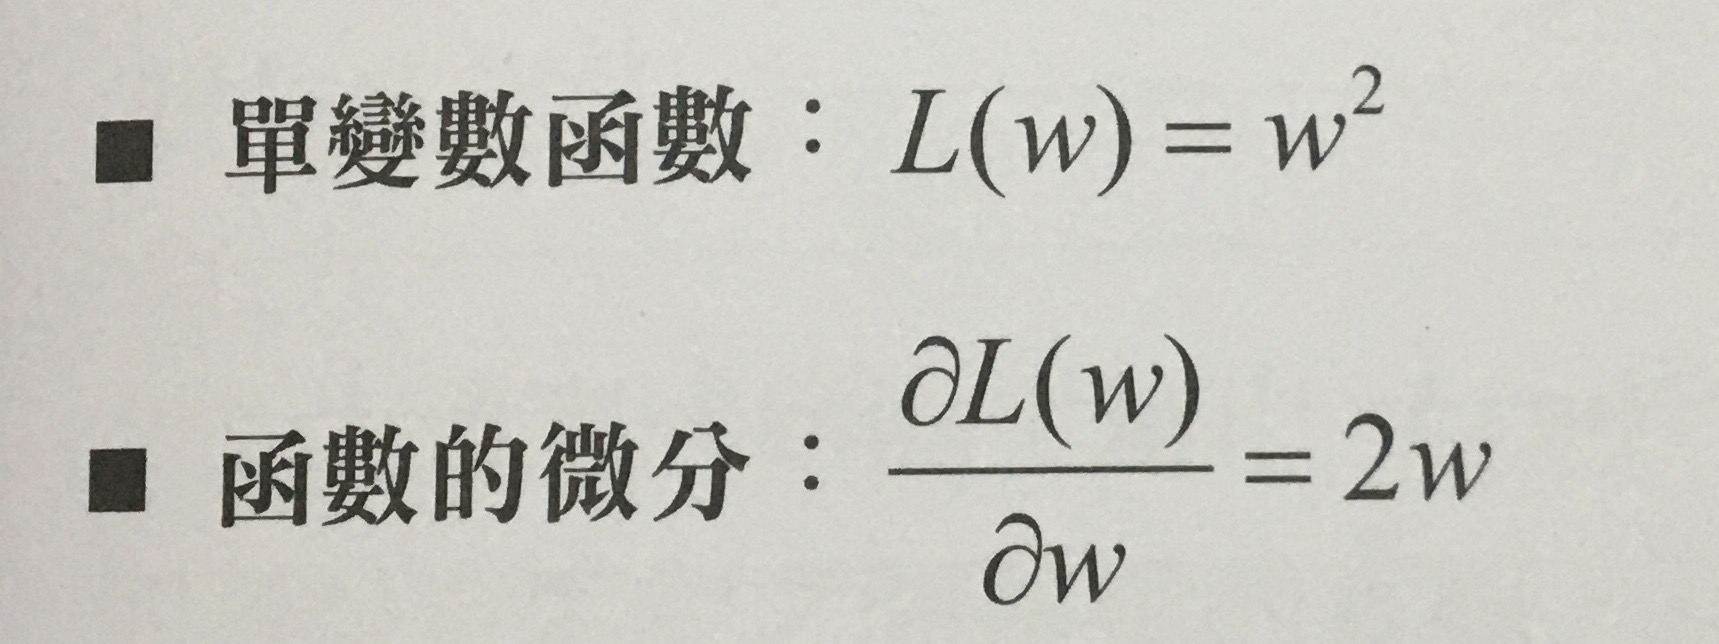 ■ 單變數函數：L(w) = w²
■ 函數的微分：∂L(w)/∂w = 2w